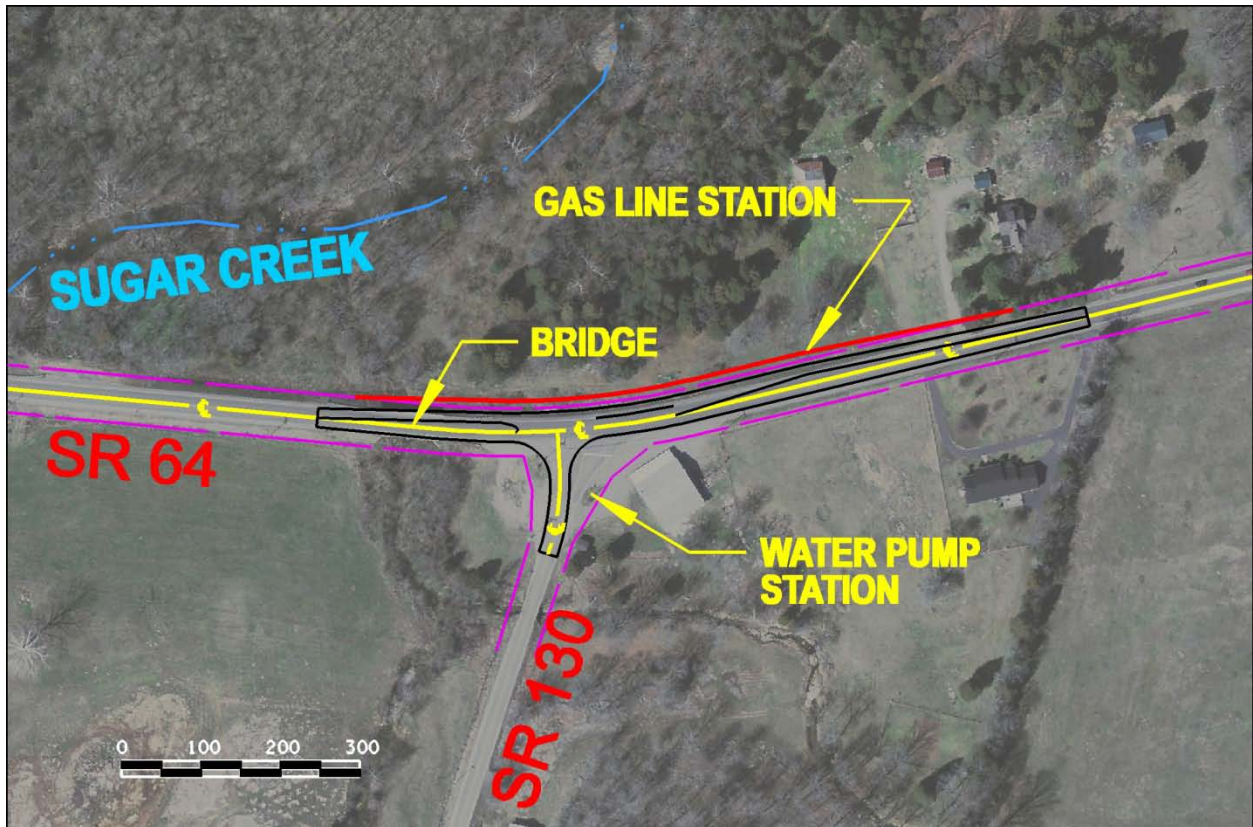 GAS LINE STATION
SUGAR CREEK
BRIDGE
SR 64
WATER PUMP
STATION
SR 130
0 100 200 300